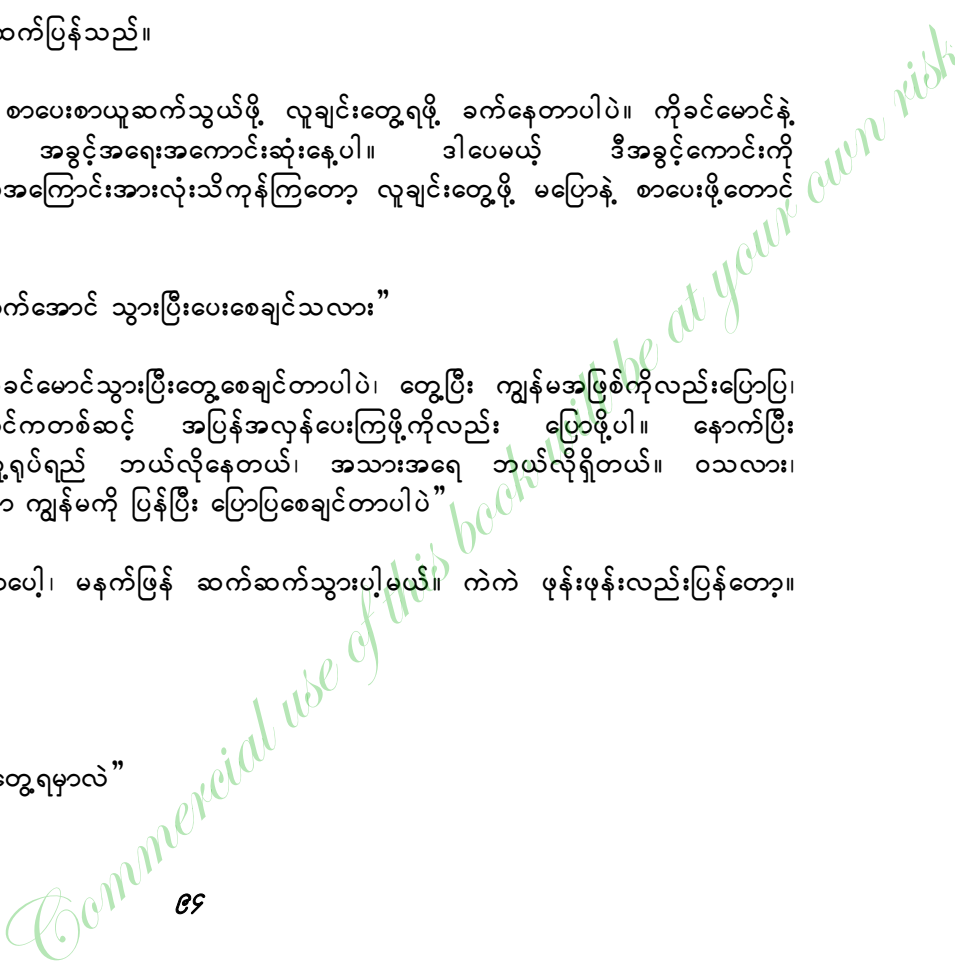 ဆက်ပြန်သည်။
စာပေးစာယူဆက်သွယ်ဖို့ လူချင်းတွေ့ရဖို့ ခက်နေတာပါပဲ။ ကိုခင်မောင်နဲ့
အခွင့်အရေးအကောင်းဆုံးနေ့ပါ။ ဒါပေမယ့် ဒီအခွင့်ကောင်းကို
အကြောင်းအားလုံးသိကုန်ကြတော့ လူချင်းတွေ့ဖို့ မပြောနဲ့ စာပေးဖို့တောင်
က်အောင် သွားပြီးပေးစေချင်သလား”
ခင်မောင်သွားပြီးတွေ့စေချင်တာပါပဲ၊ တွေ့ပြီး ကျွန်မအဖြစ်ကိုလည်းပြောပြ၊
င်ကတစ်ဆင့် အပြန်အလှန်ပေးကြဖို့ကိုလည်း ပြောဖို့ပါ။ နောက်ပြီး
့ရုပ်ရည် ဘယ်လိုနေတယ်၊ အသားအရေ ဘယ်လိုရှိတယ်။ ဝသလား၊
ကျွန်မကို ပြန်ပြီး ပြောပြစေချင်တာပါပဲ”
ပေါ့၊ မနက်ဖြန် ဆက်ဆက်သွားပါ့မယ်။ ကဲကဲ ဖုန်းဖုန်းလည်းပြန်တော့။
တွေ့ရမှာလဲ”
၉၄
Commercial use of this book will be at your own risk